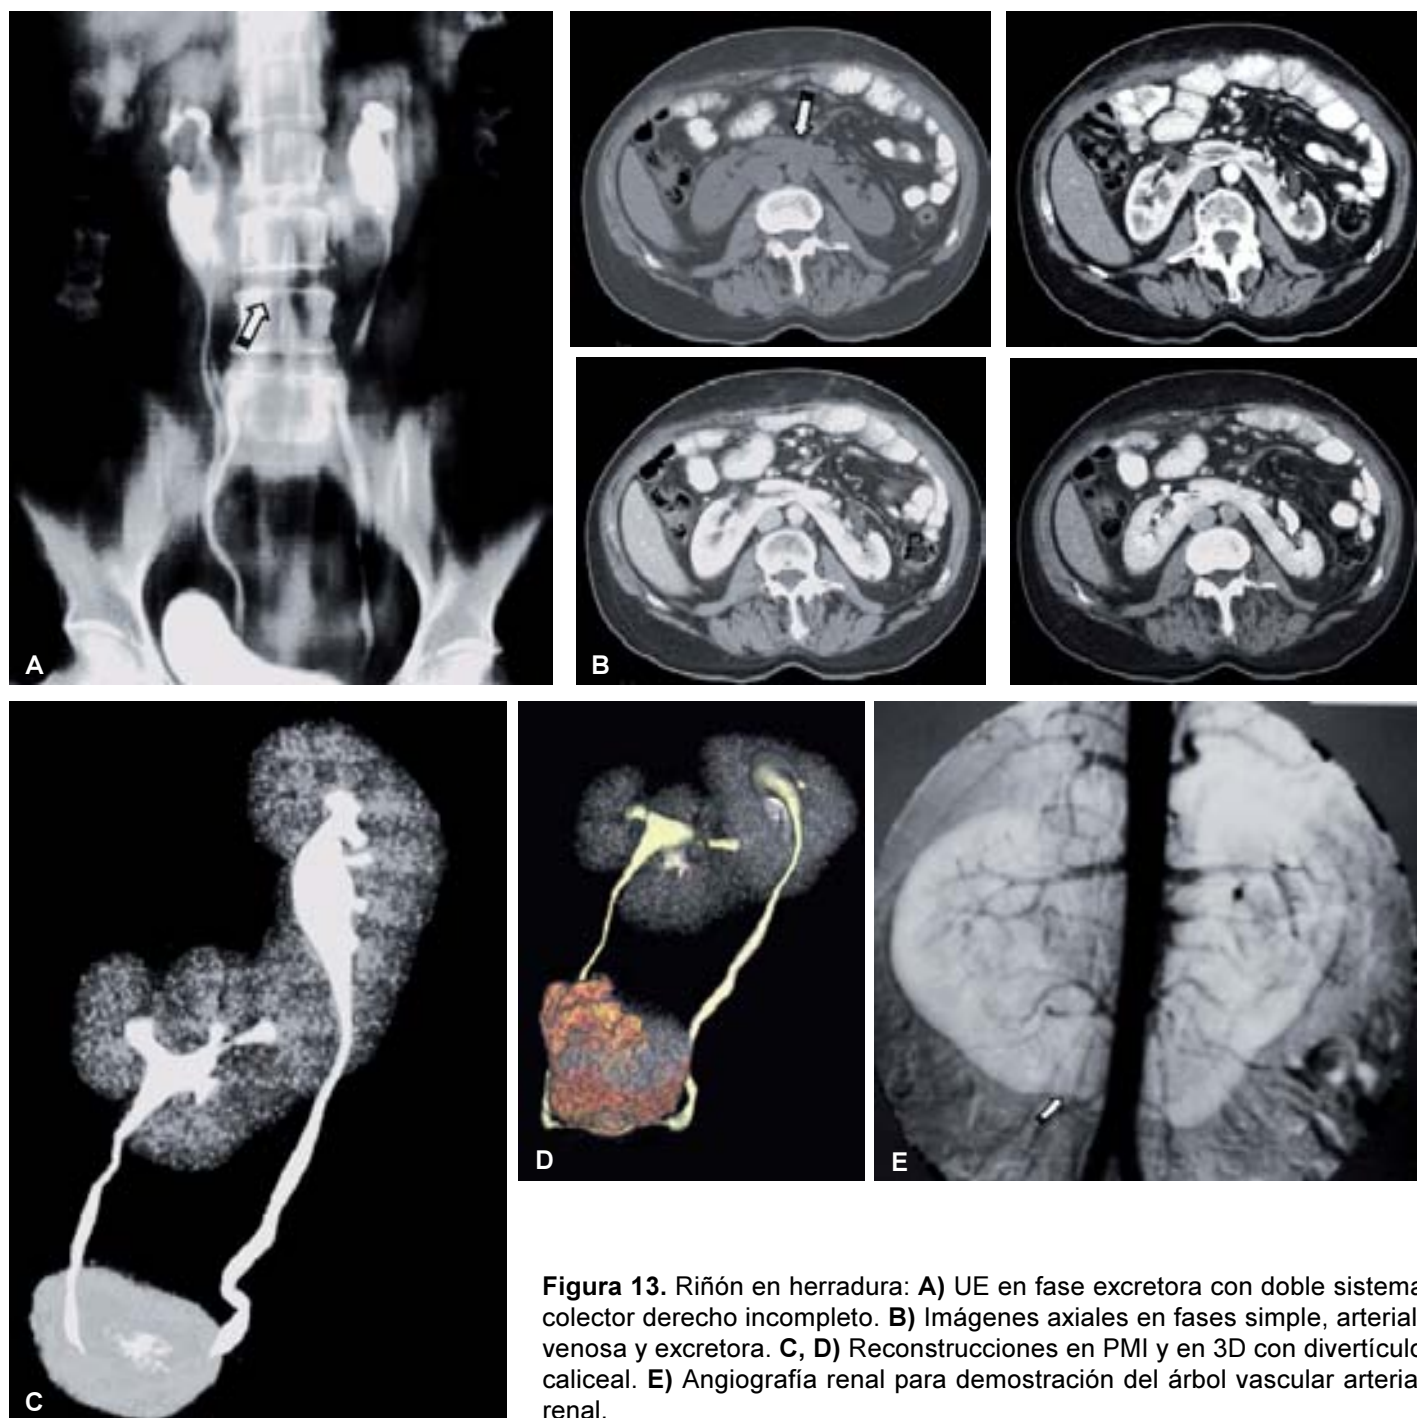 A
B
C
D
E
Figura 13. Riñón en herradura: A) UE en fase excretora con doble sistema
colector derecho incompleto. B) Imágenes axiales en fases simple, arterial,
venosa y excretora. C, D) Reconstrucciones en PMI y en 3D con divertículo
caliceal. E) Angiografía renal para demostración del árbol vascular arteria
renal.